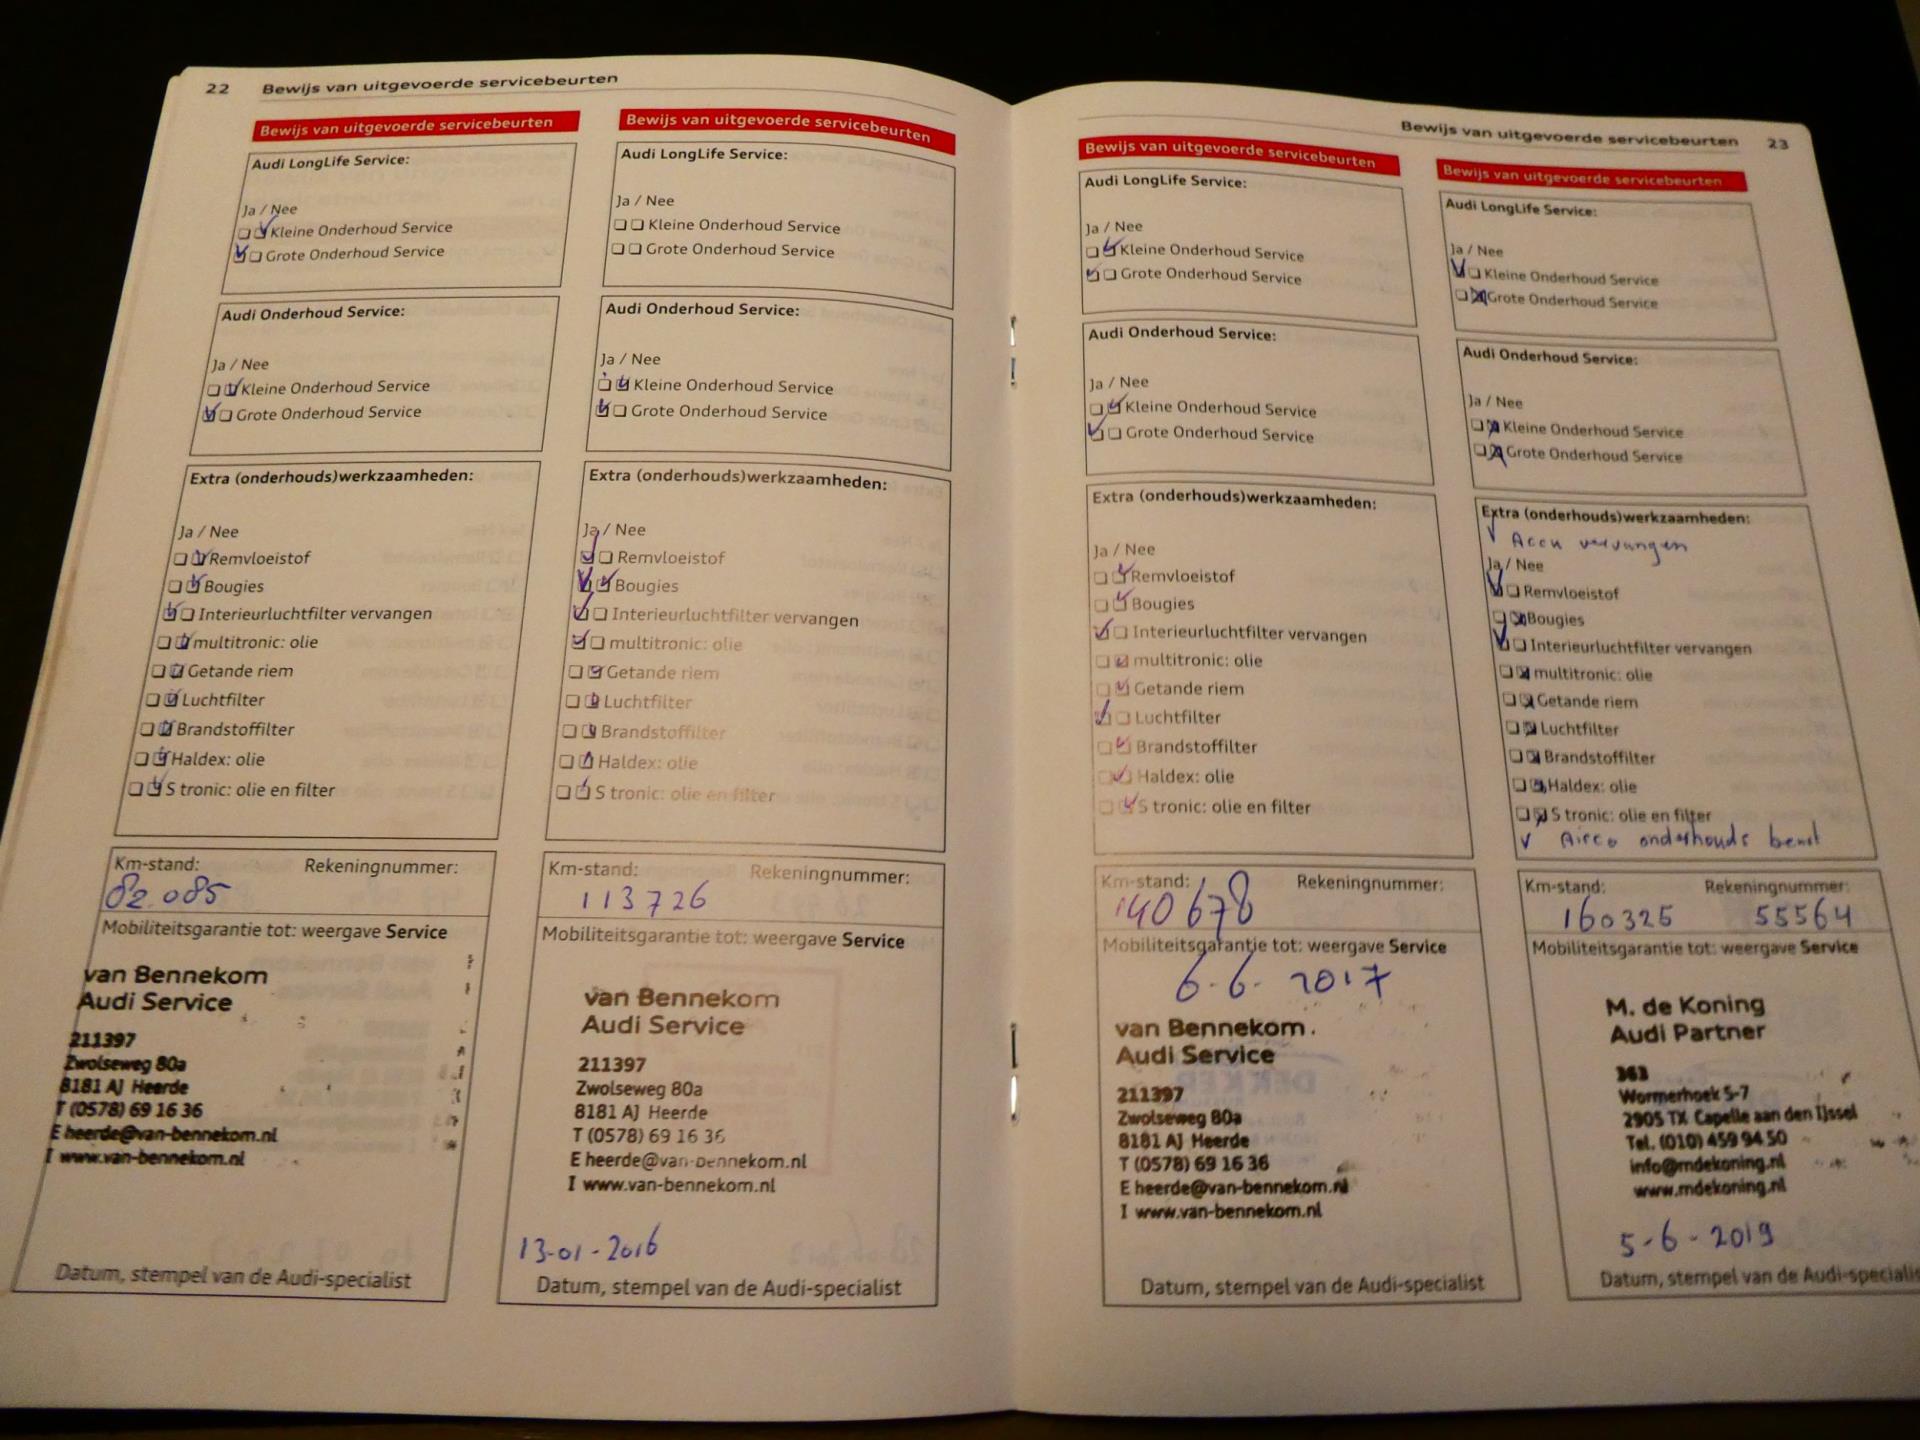 22 Bewijs van uitgevoerde servicebeurten
Bewijs van uitgevoerde servicebeurten
Audi LongLife Service:
Ja / Nee
Kleine Onderhoud Service
Grote Onderhoud Service
Audi Onderhoud Service:
Ja / Nee
Kleine Onderhoud Service
Grote Onderhoud Service
Extra (onderhouds)werkzaamheden:
Ja / Nee
Remvloeistof
Bougies
Interieurluchtfilter vervangen
multitronic: olie
Getande riem
Luchtfilter
Brandstoffilter
Haldex: olie
S tronic: olie en filter
Km-stand: Rekeningnummer:
82.085
Mobiliteitsgarantie tot: weergave Service
van Bennekom
Audi Service
211397
Zwolseweg 80a
8181 AJ Heerde
T (0578) 69 16 36
E heerde@van-bennekom.nl
I www.van-bennekom.nl
Datum, stempel van de Audi-specialist
Bewijs van uitgevoerde servicebeurten
Audi LongLife Service:
Ja / Nee
Kleine Onderhoud Service
Grote Onderhoud Service
Audi Onderhoud Service:
Ja / Nee
Kleine Onderhoud Service
Grote Onderhoud Service
Extra (onderhouds)werkzaamheden:
Ja / Nee
Remvloeistof
Bougies
Interieurluchtfilter vervangen
multitronic: olie
Getande riem
Luchtfilter
Brandstoffilter
Haldex: olie
S tronic: olie en filter
Km-stand: Rekeningnummer:
113726
Mobiliteitsgarantie tot: weergave Service
van Bennekom
Audi Service
211397
Zwolseweg 80a
8181 AJ Heerde
T (0578) 69 16 36
E heerde@van-bennekom.nl
I www.van-bennekom.nl
13-01-2016
Datum, stempel van de Audi-specialist
Bewijs van uitgevoerde servicebeurten 23
Bewijs van uitgevoerde servicebeurten
Audi LongLife Service:
Ja / Nee
Kleine Onderhoud Service
Grote Onderhoud Service
Audi Onderhoud Service:
Ja / Nee
Kleine Onderhoud Service
Grote Onderhoud Service
Extra (onderhouds)werkzaamheden:
Ja / Nee
Remvloeistof
Bougies
Interieurluchtfilter vervangen
multitronic: olie
Getande riem
Luchtfilter
Brandstoffilter
Haldex: olie
S tronic: olie en filter
Km-stand: Rekeningnummer:
140678
Mobiliteitsgarantie tot: weergave Service
6-6-2017
van Bennekom
Audi Service
211397
Zwolseweg 80a
8181 AJ Heerde
T (0578) 69 16 36
E heerde@van-bennekom.nl
I www.van-bennekom.nl
Datum, stempel van de Audi-specialist
Bewijs van uitgevoerde servicebeurten
Audi LongLife Service:
Ja / Nee
Kleine Onderhoud Service
Grote Onderhoud Service
Audi Onderhoud Service:
Ja / Nee
Kleine Onderhoud Service
Grote Onderhoud Service
Extra (onderhouds)werkzaamheden:
Accu vervangen
Ja / Nee
Remvloeistof
Bougies
Interieurluchtfilter vervangen
multitronic: olie
Getande riem
Luchtfilter
Brandstoffilter
Haldex: olie
S tronic: olie en filter
Airco onderhouds beurt
Km-stand: Rekeningnummer:
160325 55564
Mobiliteitsgarantie tot: weergave Service
M. de Koning
Audi Partner
363
Wormerhoek 5-7
2905 TX Capelle aan den IJssel
Tel. (010) 459 94 50
info@mdekoning.nl
www.mdekoning.nl
5-6-2019
Datum, stempel van de Audi-specialis